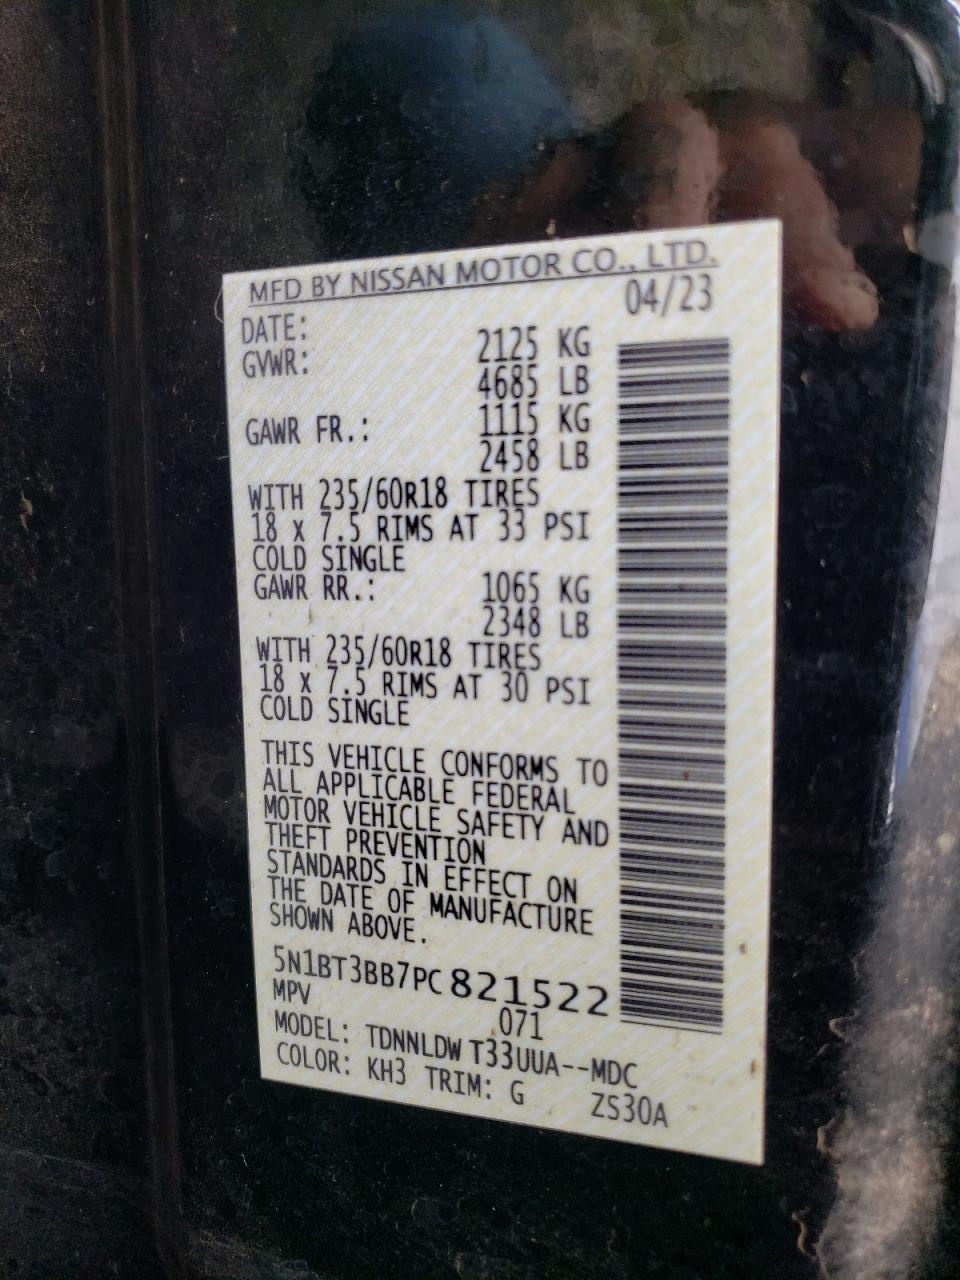 MFD BY NISSAN MOTOR CO., LTD.
DATE: 04/23
GVWR: 2125 KG
4685 LB
GAWR FR.: 1115 KG
2458 LB
WITH 235/60R18 TIRES
18 x 7.5 RIMS AT 33 PSI
COLD SINGLE
GAWR RR.: 1065 KG
2348 LB
WITH 235/60R18 TIRES
18 x 7.5 RIMS AT 30 PSI
COLD SINGLE
THIS VEHICLE CONFORMS TO
ALL APPLICABLE FEDERAL
MOTOR VEHICLE SAFETY AND
THEFT PREVENTION
STANDARDS IN EFFECT ON
THE DATE OF MANUFACTURE
SHOWN ABOVE.
5N1BT3BB7PC821522
MPV 071
MODEL: TDNNLDWT33UUA--MDC
COLOR: KH3 TRIM: G ZS30A